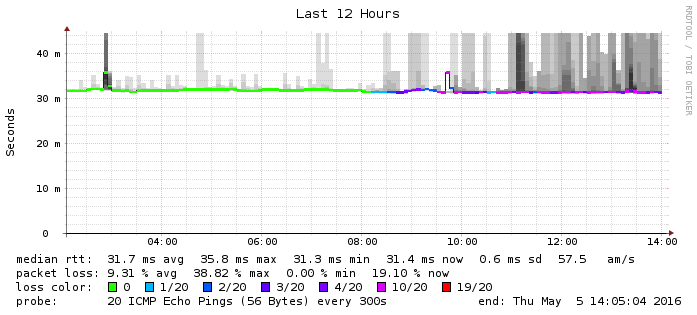 Last 12 Hours
RRDTOOL / TOBI OETIKER
Seconds
40 m
30 m
20 m
10 m
0
04:00 06:00 08:00 10:00 12:00 14:00
median rtt: 31.7 ms avg 35.8 ms max 31.3 ms min 31.4 ms now 0.6 ms sd 57.5 am/s
packet loss: 9.31 % avg 38.82 % max 0.00 % min 19.10 % now
loss color: 0 1/20 2/20 3/20 4/20 10/20 19/20
probe: 20 ICMP Echo Pings (56 Bytes) every 300s end: Thu May 5 14:05:04 2016